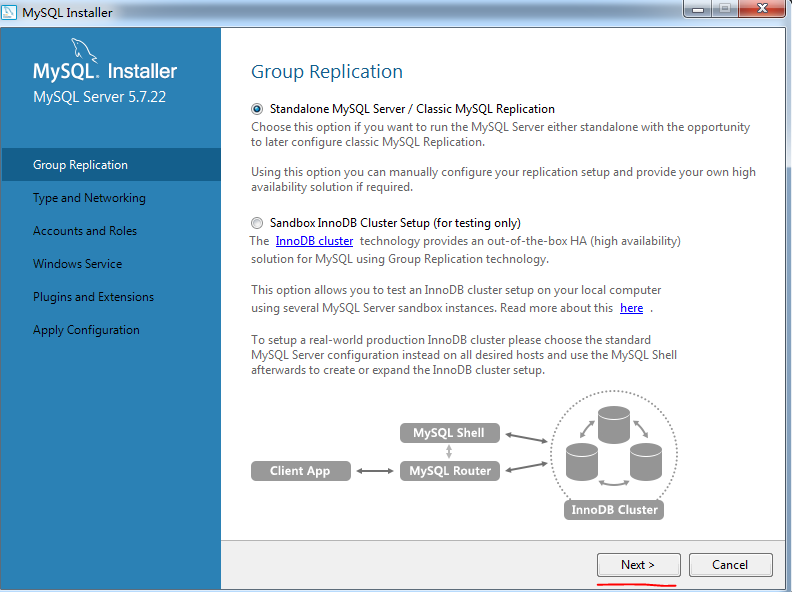 MySQL Installer
MySQL. Installer
MySQL Server 5.7.22
Group Replication
Type and Networking
Accounts and Roles
Windows Service
Plugins and Extensions
Apply Configuration
Group Replication
Standalone MySQL Server / Classic MySQL Replication
Choose this option if you want to run the MySQL Server either standalone with the opportunity
to later configure classic MySQL Replication.
Using this option you can manually configure your replication setup and provide your own high
availability solution if required.
Sandbox InnoDB Cluster Setup (for testing only)
The InnoDB cluster technology provides an out-of-the-box HA (high availability)
solution for MySQL using Group Replication technology.
This option allows you to test an InnoDB cluster setup on your local computer
using several MySQL Server sandbox instances. Read more about this here .
To setup a real-world production InnoDB cluster please choose the standard
MySQL Server configuration instead on all desired hosts and use the MySQL Shell
afterwards to create or expand the InnoDB cluster setup.
MySQL Shell
Client App
MySQL Router
InnoDB Cluster
Next >
Cancel